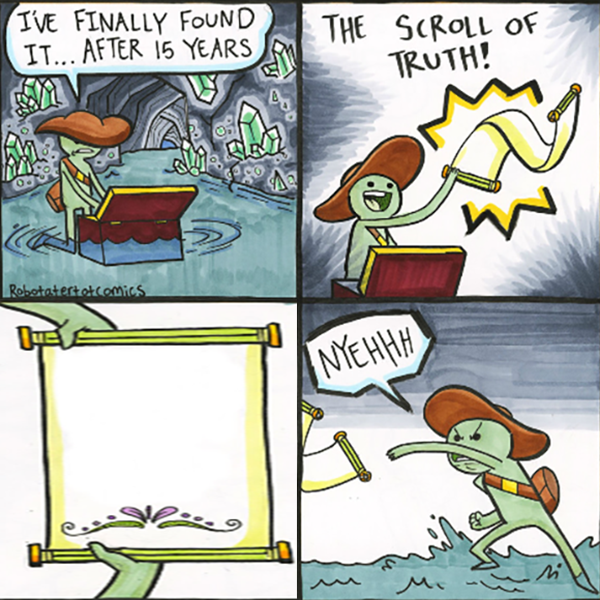 I'VE FINALLY FOUND
IT... AFTER 15 YEARS
THE SCROLL OF
TRUTH!
Robotatertotcomics
NYEHHH